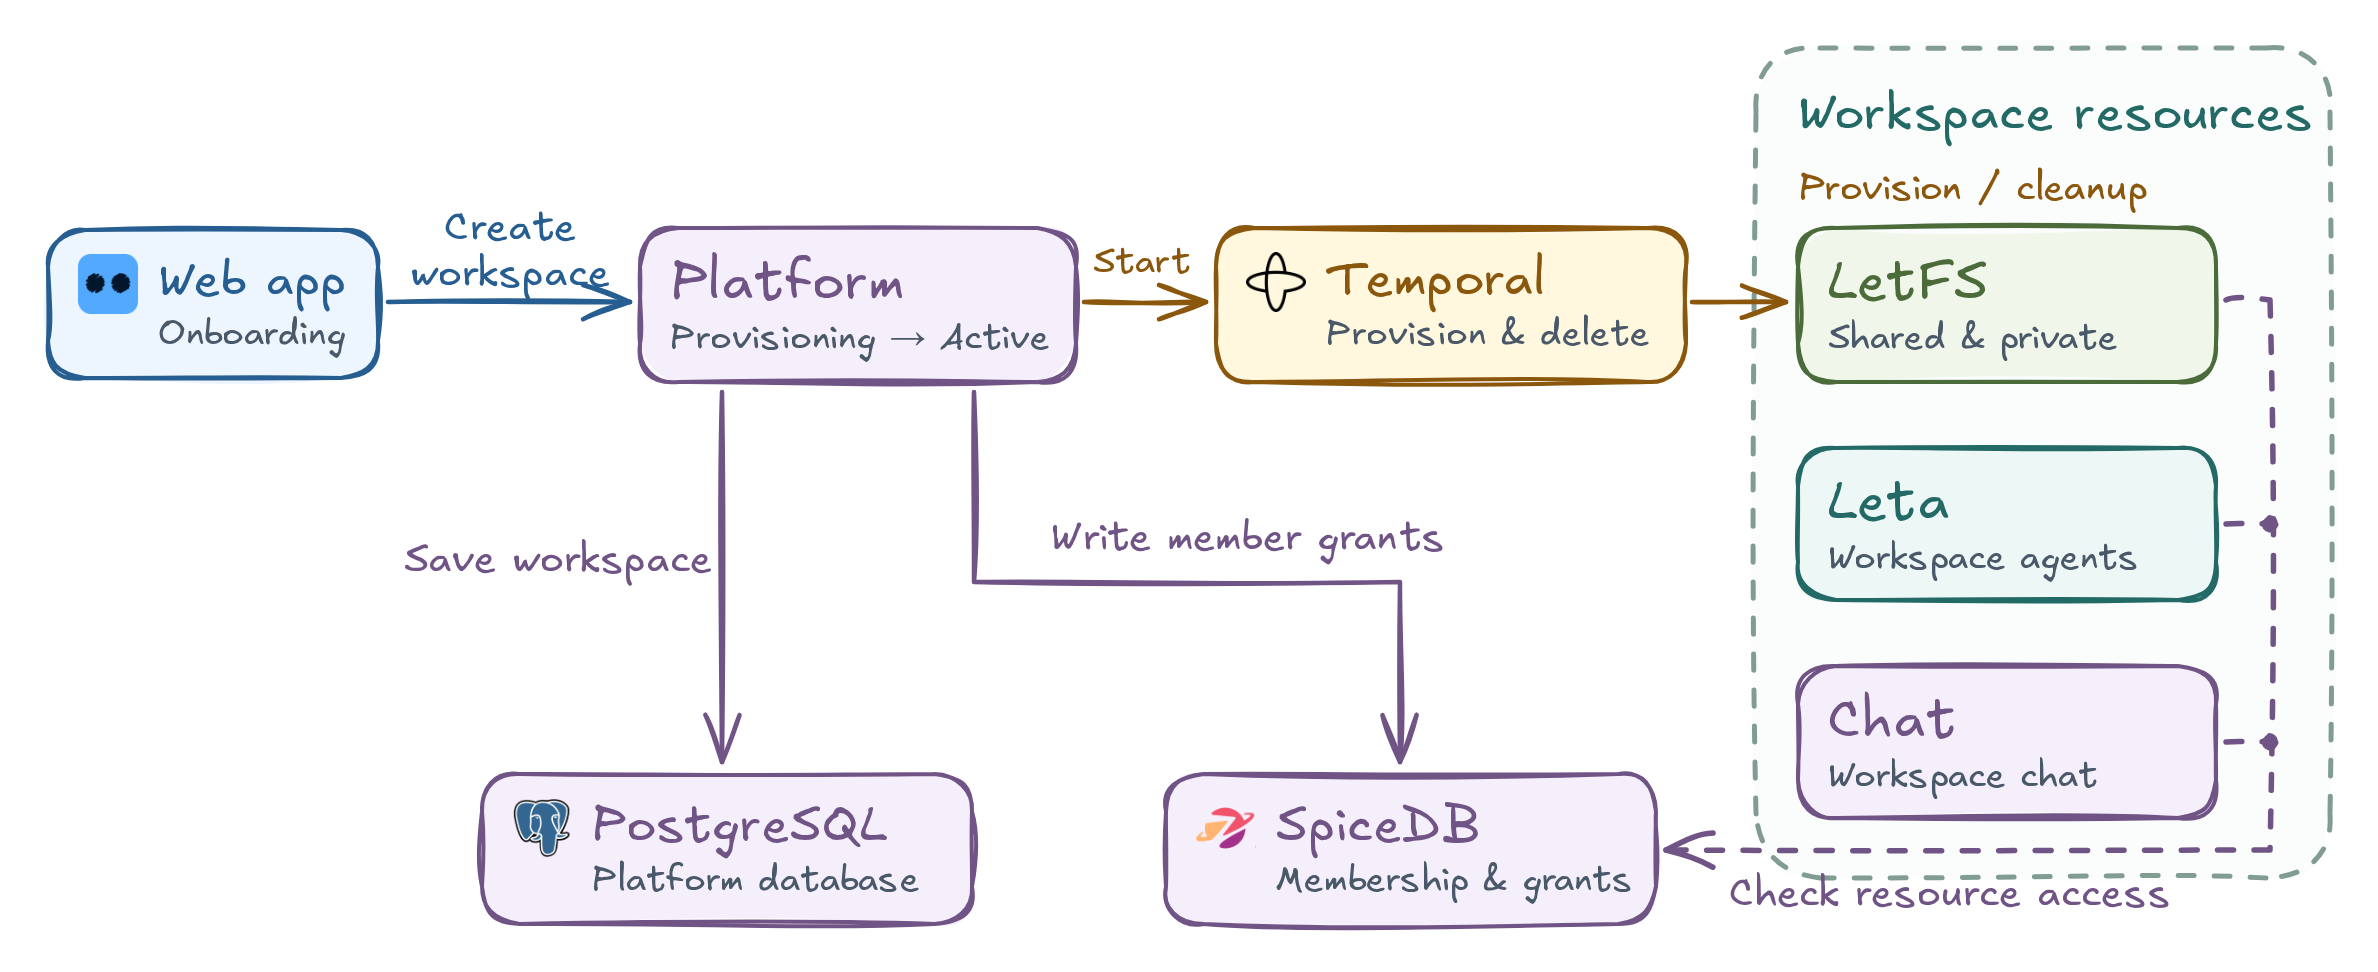 Workspace resources
Provision / cleanup
Create
workspace
Web app
Onboarding
Platform
Provisioning → Active
Start
Temporal
Provision & delete
LetFS
Shared & private
Leta
Workspace agents
Save workspace
Write member grants
Chat
Workspace chat
PostgreSQL
Platform database
SpiceDB
Membership & grants
Check resource access